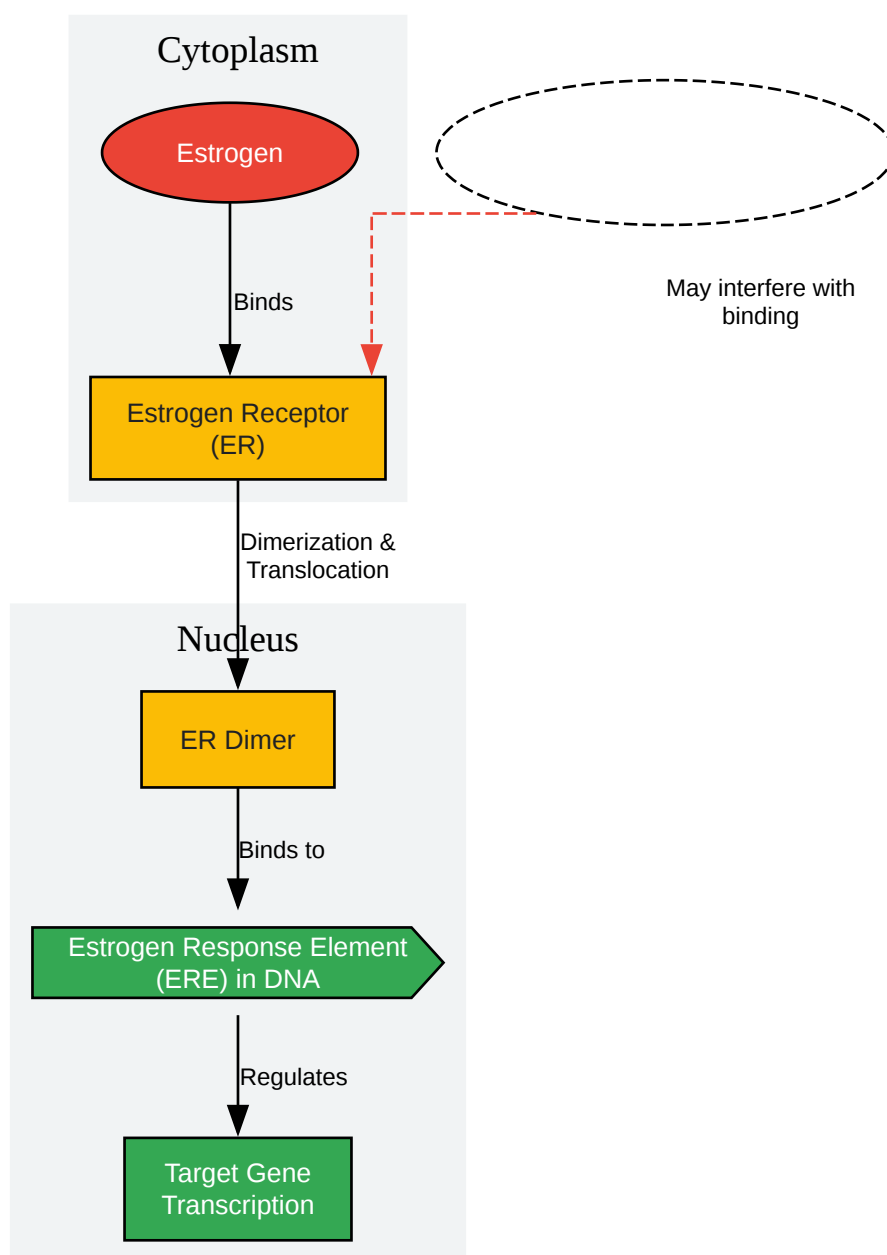 Cytoplasm
Estrogen
Binds
May interfere with
binding
Estrogen Receptor
(ER)
Dimerization &
Translocation
Nucleus
ER Dimer
Binds to
Estrogen Response Element
(ERE) in DNA
Regulates
Target Gene
Transcription